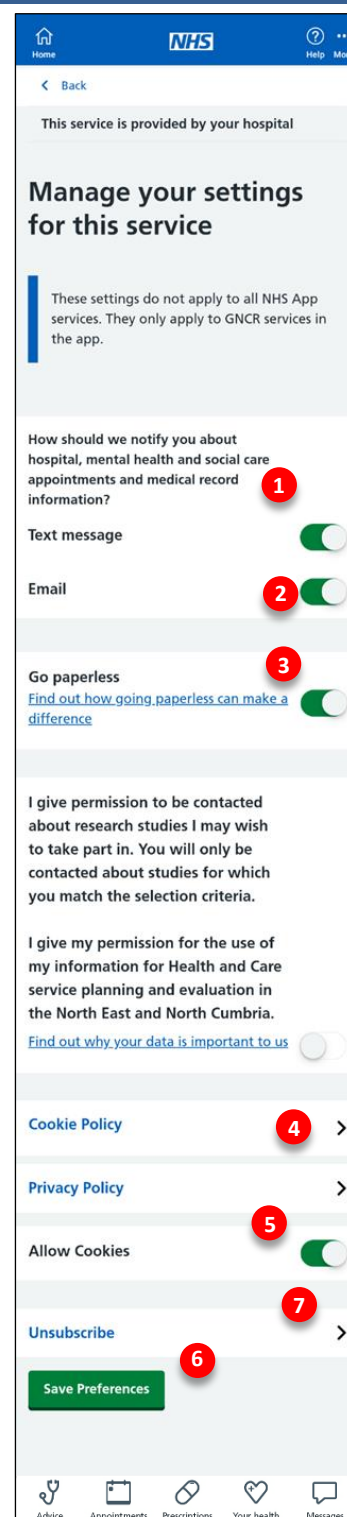 NHS
Home
Help
Back
This service is provided by your hospital
Manage your settings
for this service
These settings do not apply to all NHS App
services. They only apply to GNCR services in
the app.
How should we notify you about
hospital, mental health and social care
appointments and medical record
information?
1
Text message
Email
2
3
Go paperless
Find out how going paperless can make a
difference
I give permission to be contacted
about research studies I may wish
to take part in. You will only be
contacted about studies for which
you match the selection criteria.
I give my permission for the use of
my information for Health and Care
service planning and evaluation in
the North East and North Cumbria.
Find out why your data is important to us
Cookie Policy
4
Privacy Policy
5
Allow Cookies
7
Unsubscribe
6
Save Preferences
Advice Appointments Prescriptions Your health Messages